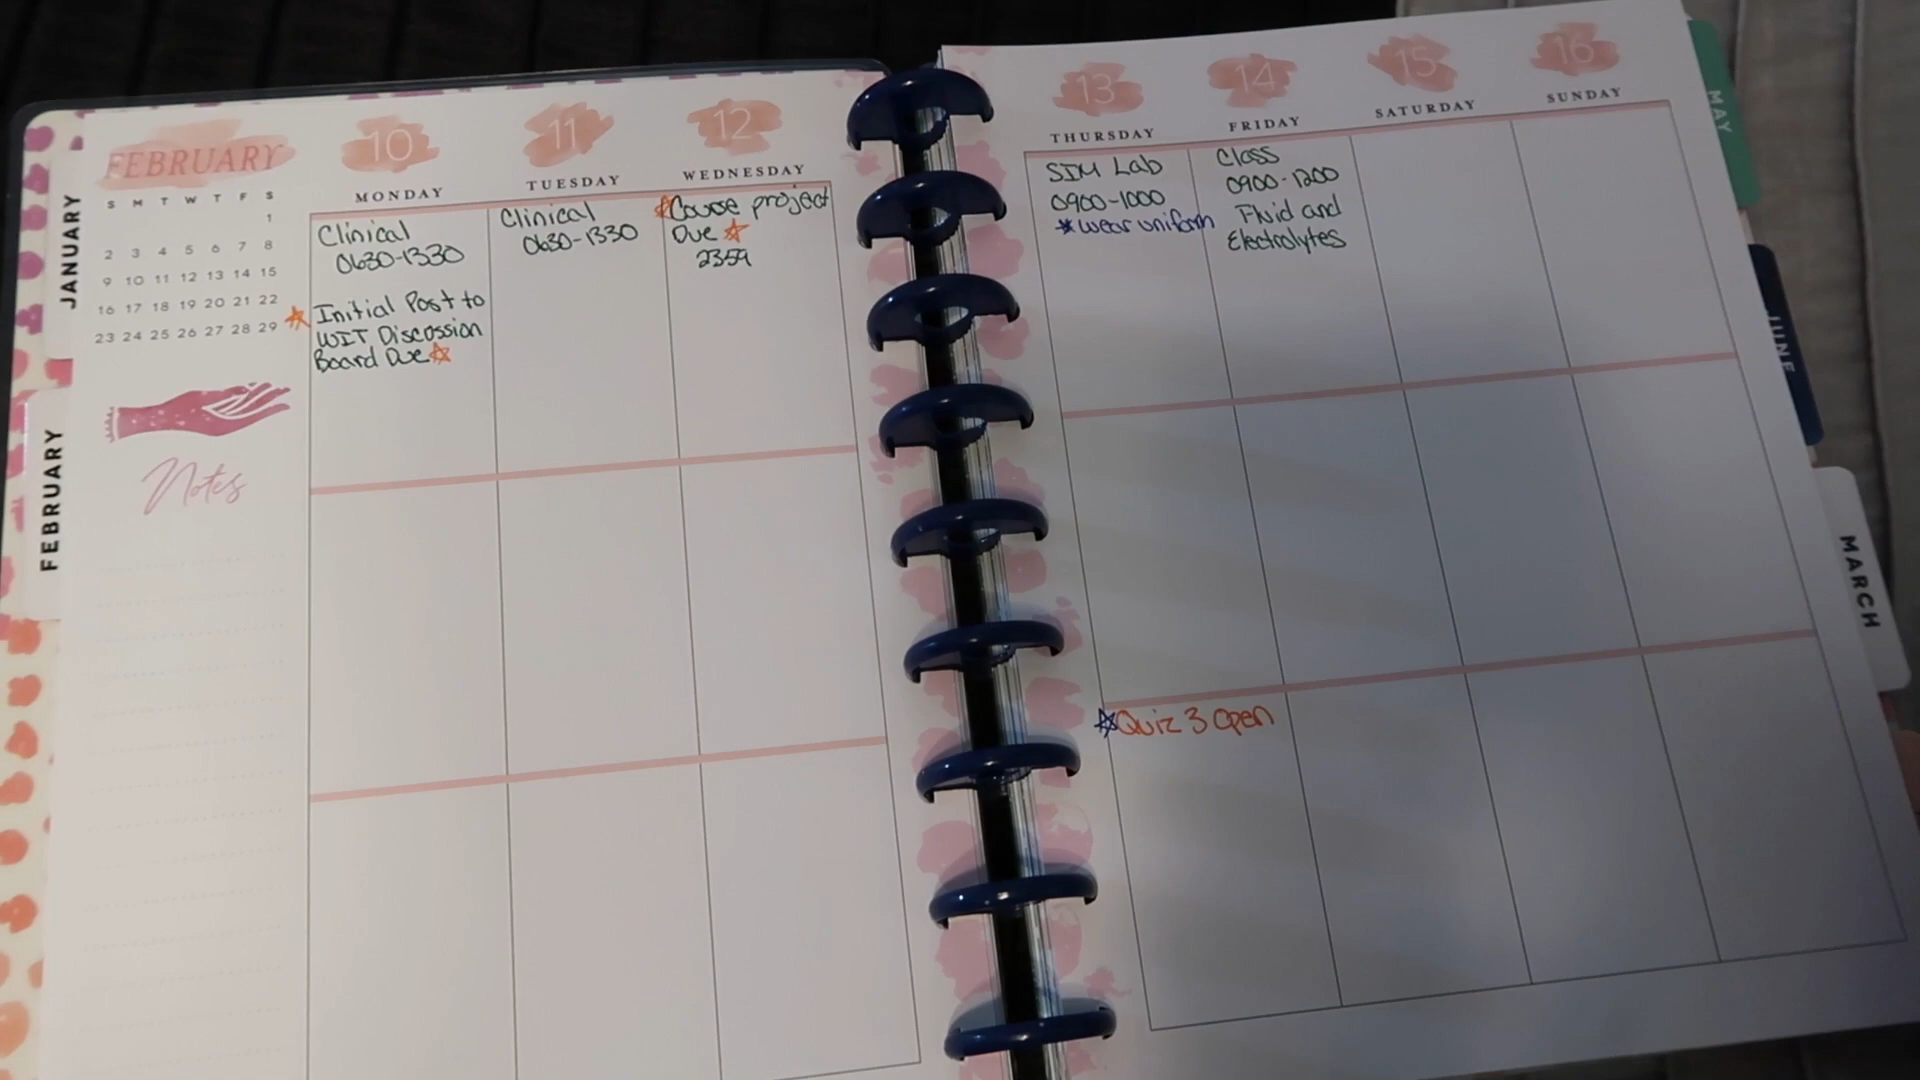 FEBRUARY
S M T W T F S
1
2 3 4 5 6 7 8
9 10 11 12 13 14 15
16 17 18 19 20 21 22
23 24 25 26 27 28 29
Notes
JANUARY
FEBRUARY
10
MONDAY
Clinical
0630-1330
Initial Post to
WIT Discussion
Board Due
11
TUESDAY
Clinical
0630-1330
12
WEDNESDAY
Course project
Due
2359
13
THURSDAY
SIM Lab
0900-1000
*wear uniform
Quiz 3 Open
14
FRIDAY
Class
0900-1200
Fluid and
Electrolytes
15
SATURDAY
16
SUNDAY
MAY
JUNE
MARCH